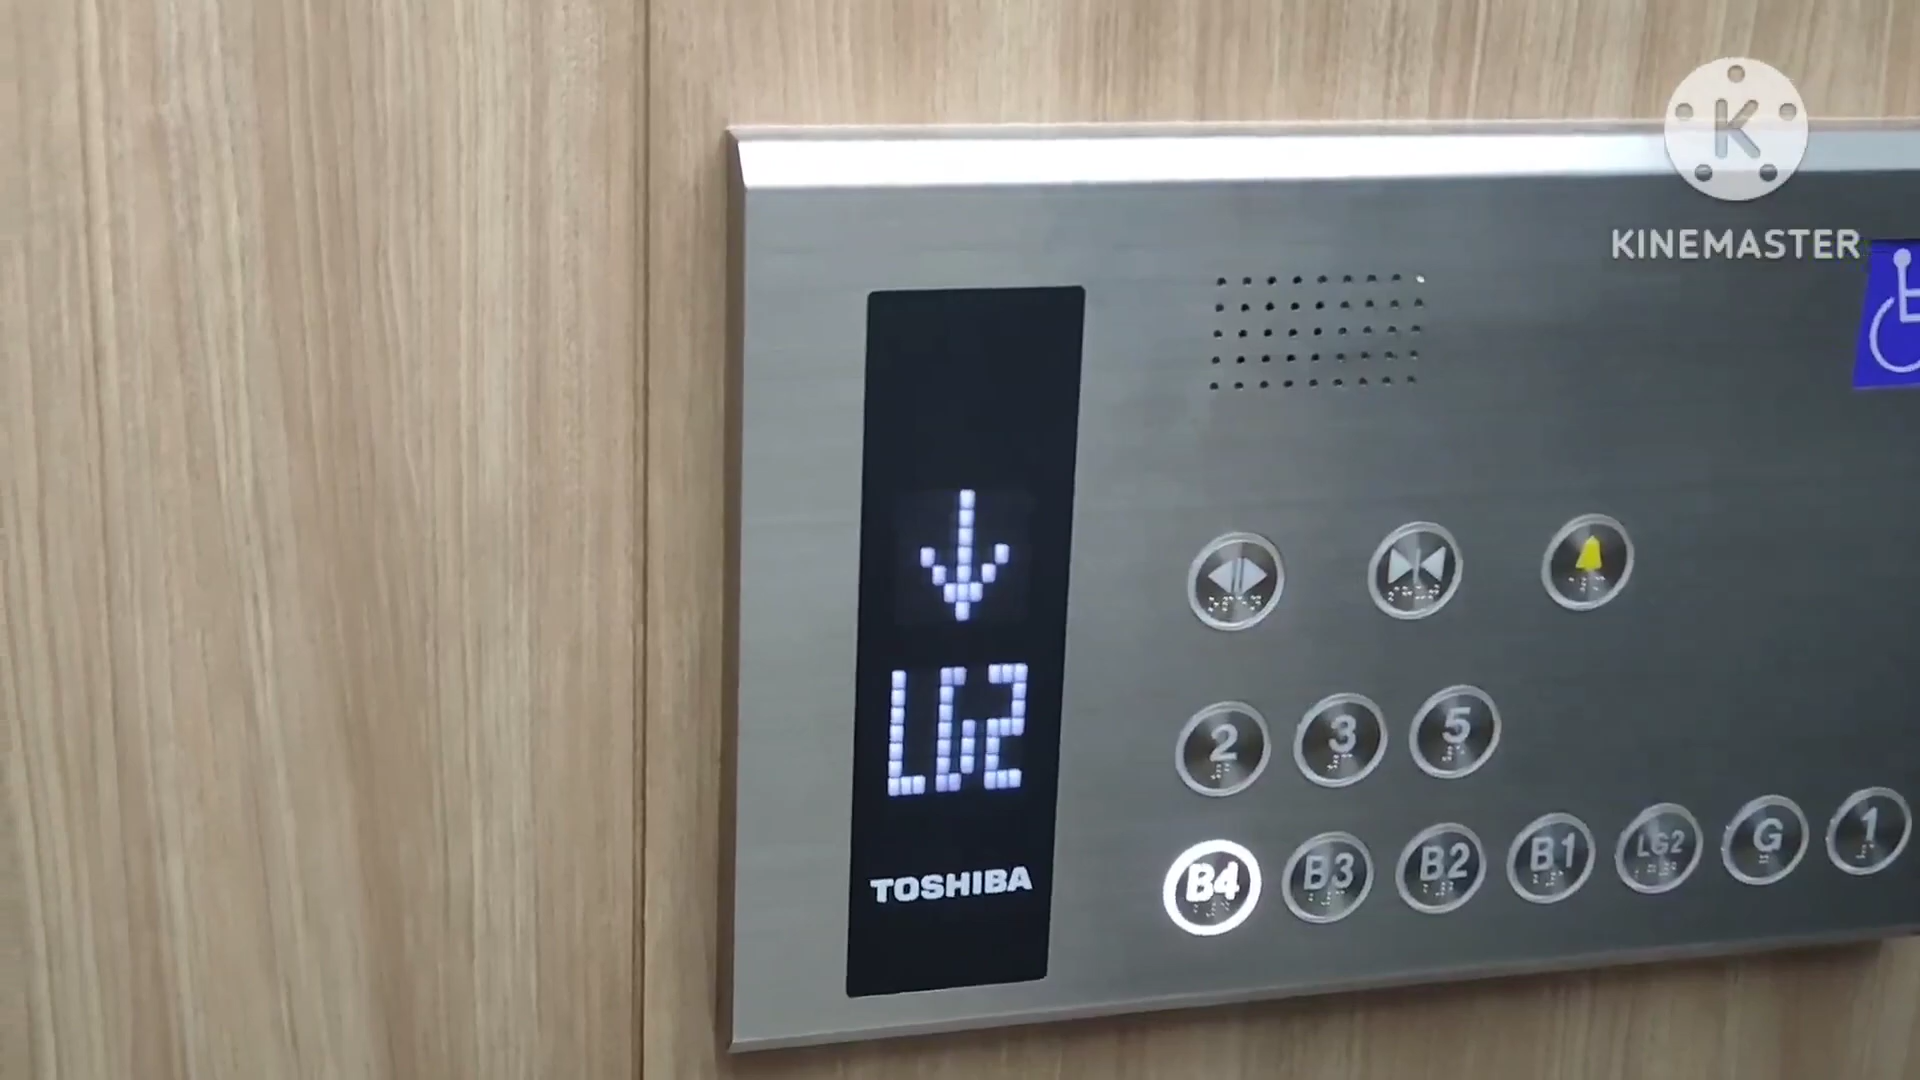 K
KINEMASTER
LG2
TOSHIBA
2 3 5
B4 B3 B2 B1 LG2 G 1